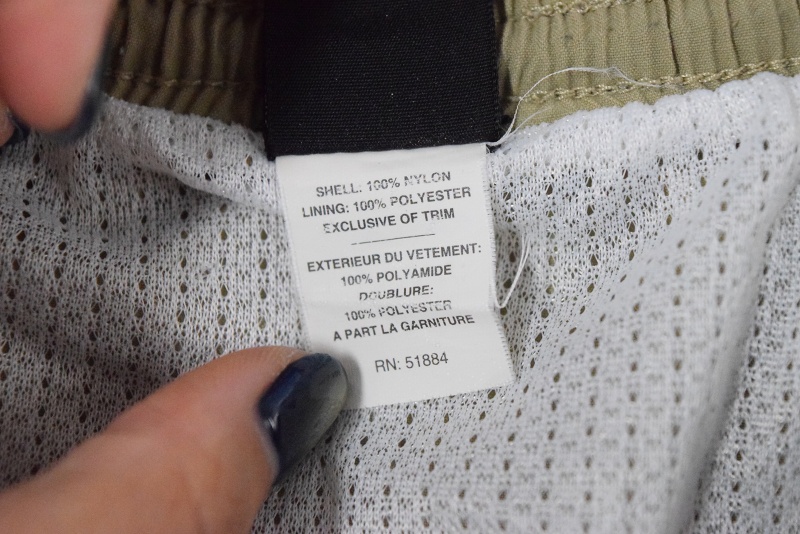 SHELL: 100% NYLON
LINING: 100% POLYESTER
EXCLUSIVE OF TRIM
EXTERIEUR DU VETEMENT:
100% POLYAMIDE
DOUBLURE:
100% POLYESTER
A PART LA GARNITURE
RN: 51884